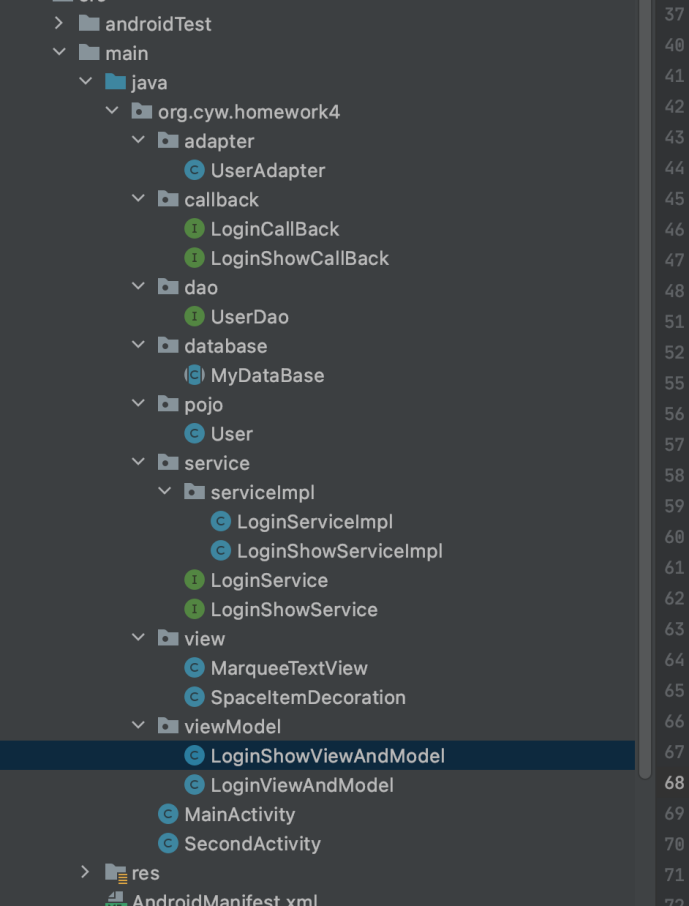 src
androidTest
main
java
org.cyw.homework4
adapter
UserAdapter
callback
LoginCallBack
LoginShowCallBack
dao
UserDao
database
MyDataBase
pojo
User
service
serviceImpl
LoginServiceImpl
LoginShowServiceImpl
LoginService
LoginShowService
view
MarqueeTextView
SpaceItemDecoration
viewModel
LoginShowViewAndModel
LoginViewAndModel
MainActivity
SecondActivity
res
AndroidManifest.xml
37
40
41
42
43
44
45
46
47
48
51
52
55
56
57
58
59
60
61
62
63
64
65
66
67
68
69
70
71
72